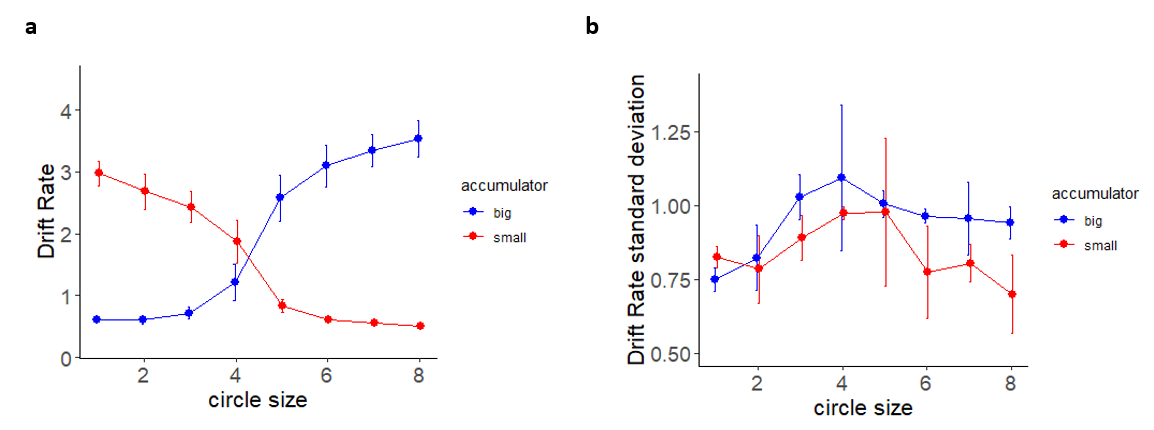 a
Drift Rate
4
3
2
1
0
2 4 6 8
circle size
accumulator
big
small
b
Drift Rate standard deviation
1.25
1.00
0.75
0.50
2 4 6 8
circle size
accumulator
big
small